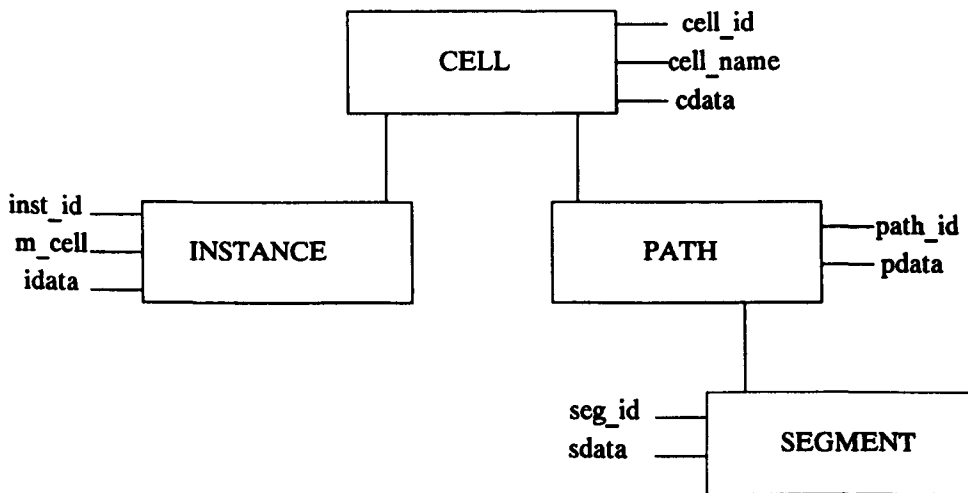 cell_id
CELL
cell_name
cdata
inst_id
m_cell
INSTANCE
idata
path_id
PATH
pdata
seg_id
sdata
SEGMENT